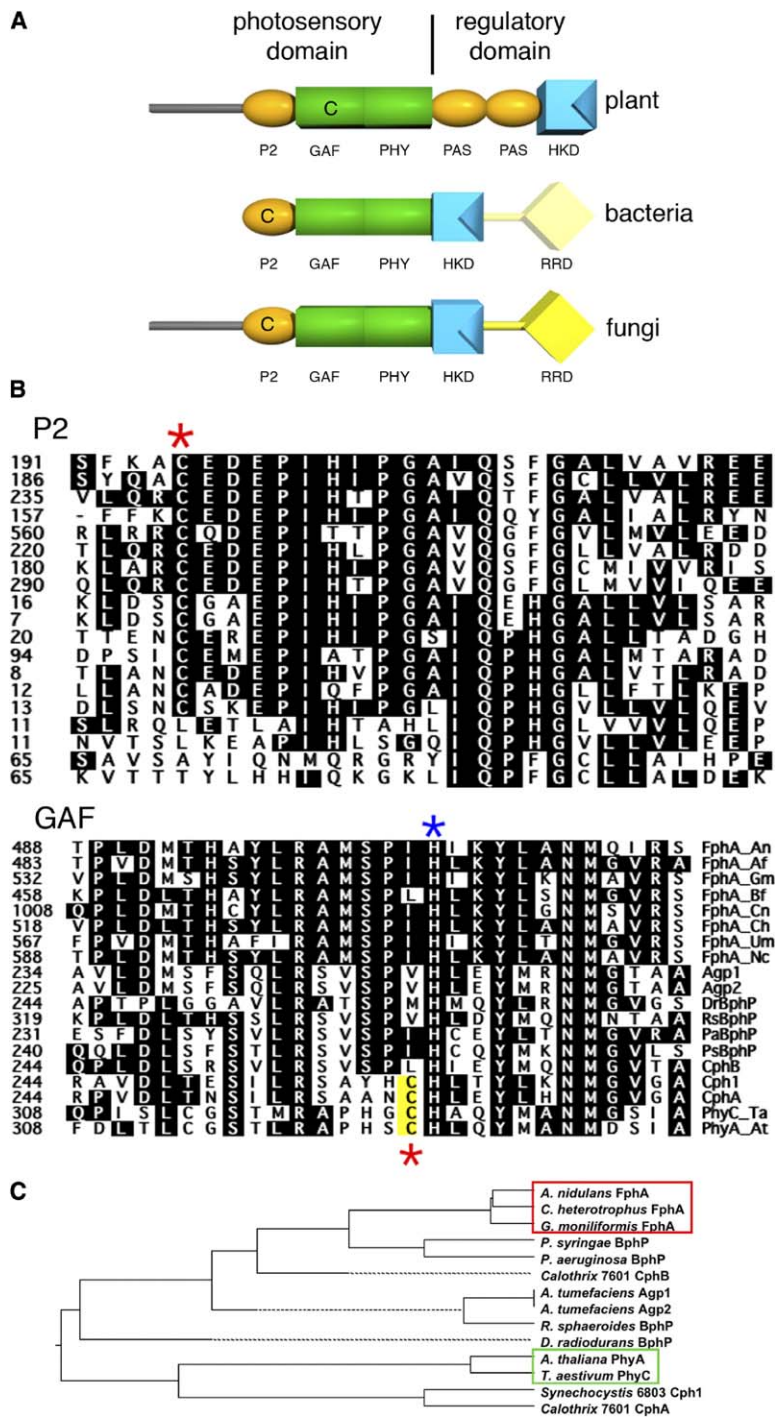 A
photosensory domain
regulatory domain
C
plant
P2 GAF PHY PAS PAS HKD
C
bacteria
P2 GAF PHY HKD RRD
C
fungi
P2 GAF PHY HKD RRD
B
P2
*
191 S F K A C E D E P I H I P G A I Q S F G A L V A V R E E
186 S Y Q A C E D E P I H I P G A V Q S F G C L L V L R E E
235 V L Q R C E D E P I H T P G A I Q T F G A L V A L R E E
157 - F F K C E D E P I H I P G A I Q Q Y G A L I A L R Y N
560 R L R R C Q D E P I T T P G A V Q G F G V L M V L E E D
220 T L Q R C E D E P I H L P G A V Q G F G L L V A L R D D
180 K L A R C E D E P I H I P G A V Q S F G C M I V V R I S
290 Q L Q R C E D E P I H T P G A V Q G F G L M V V I Q E E
16 K L D S C G A E P I H I P G A I Q E H G A L L V L S A R
7 K L D S C G A E P I H I P G A I Q E H G A L L V L S A R
20 T T E N C E R E P I H I P G S I Q P H G A L L T A D G H
94 D P S I C E M E P I A T P G A I Q P H G A L M T A R A D
8 T L A N C E D E P I H V P G A I Q P H G A L V T L R A D
12 L L A N C A D E P I Q F P G A I Q P H G L L F T L K E P
13 D L S N C S D E P I H I P G L I Q P H G V L L V L Q E V
11 S L R Q L E T L A I H T A H L I Q P H G L V V V L Q E P
11 N V T S L K E A P I H L S G Q I Q P H G V L L V L E E P
65 S A V S A Y I Q N M Q R G R Y I Q P F G C L L A I H P E
65 K V T T T Y L H H I Q K G K L I Q P F G C L L A L D E K
GAF
*
488 T P L D M T H A Y L R A M S P I H I K Y L A N M Q I R S FphA_An
483 T P V D M T H S Y L R A M S P I H L K Y L A N M G V R A FphA_Af
532 V P L D M S H S Y L R A M S P I H I K Y L K N M A V R S FphA_Gm
458 K P L D L T H A Y L R A M S P L H L K Y L S N M G V R S FphA_Bf
1008 Q P L D M T H C Y L R A M S P I H L K Y L G N M S V R S FphA_Cn
518 V P L D L T H S Y L R A M S P I H L K Y L A N M A V R S FphA_Ch
567 F P V D M T H A F I R A M S P I H I K Y L T N M G V R S FphA_Um
588 T P L D M T H S Y L R A M S P I H L K Y L A N M A V R S FphA_Nc
234 A V L D M S F S Q L R S V S P V H L E Y M R N M G T A A Agp1
225 A V L D M S F S Q L R S V S P V H L E Y M R N M G T A A Agp2
244 A P T P L G G A V L R A T S P M H M Q Y L R N M G V G S DrBphP
319 K P L D L T H S S L R S V S P V H L D Y M Q N M N T A A RsBphP
231 E S F D L S Y S V L R S V S P I H C E Y L T N M G V R A PaBphP
240 Q Q L D L S F S T L R S V S P I H C Q Y M K N M G V L S PsBphP
244 Q P L D L S R S V L R S V S P L H I E Y M Q N M G V T A CphB
244 R A V D L T E S I L R S A Y H C H L T Y L K N M G V G A Cph1
244 R P V D L T N S I L R S A A N C H L E Y L K N M G V G A CphA
308 Q P I S L C G S T M R A P H G C H A Q Y M A N M G S I A PhyC_Ta
308 F D L T L C G S T L R A P H S C H L Q Y M A N M D S I A PhyA_At
*
C
A. nidulans FphA
C. heterotrophus FphA
G. moniliformis FphA
P. syringae BphP
P. aeruginosa BphP
Calothrix 7601 CphB
A. tumefaciens Agp1
A. tumefaciens Agp2
R. sphaeroides BphP
D. radiodurans BphP
A. thaliana PhyA
T. aestivum PhyC
Synechocystis 6803 Cph1
Calothrix 7601 CphA